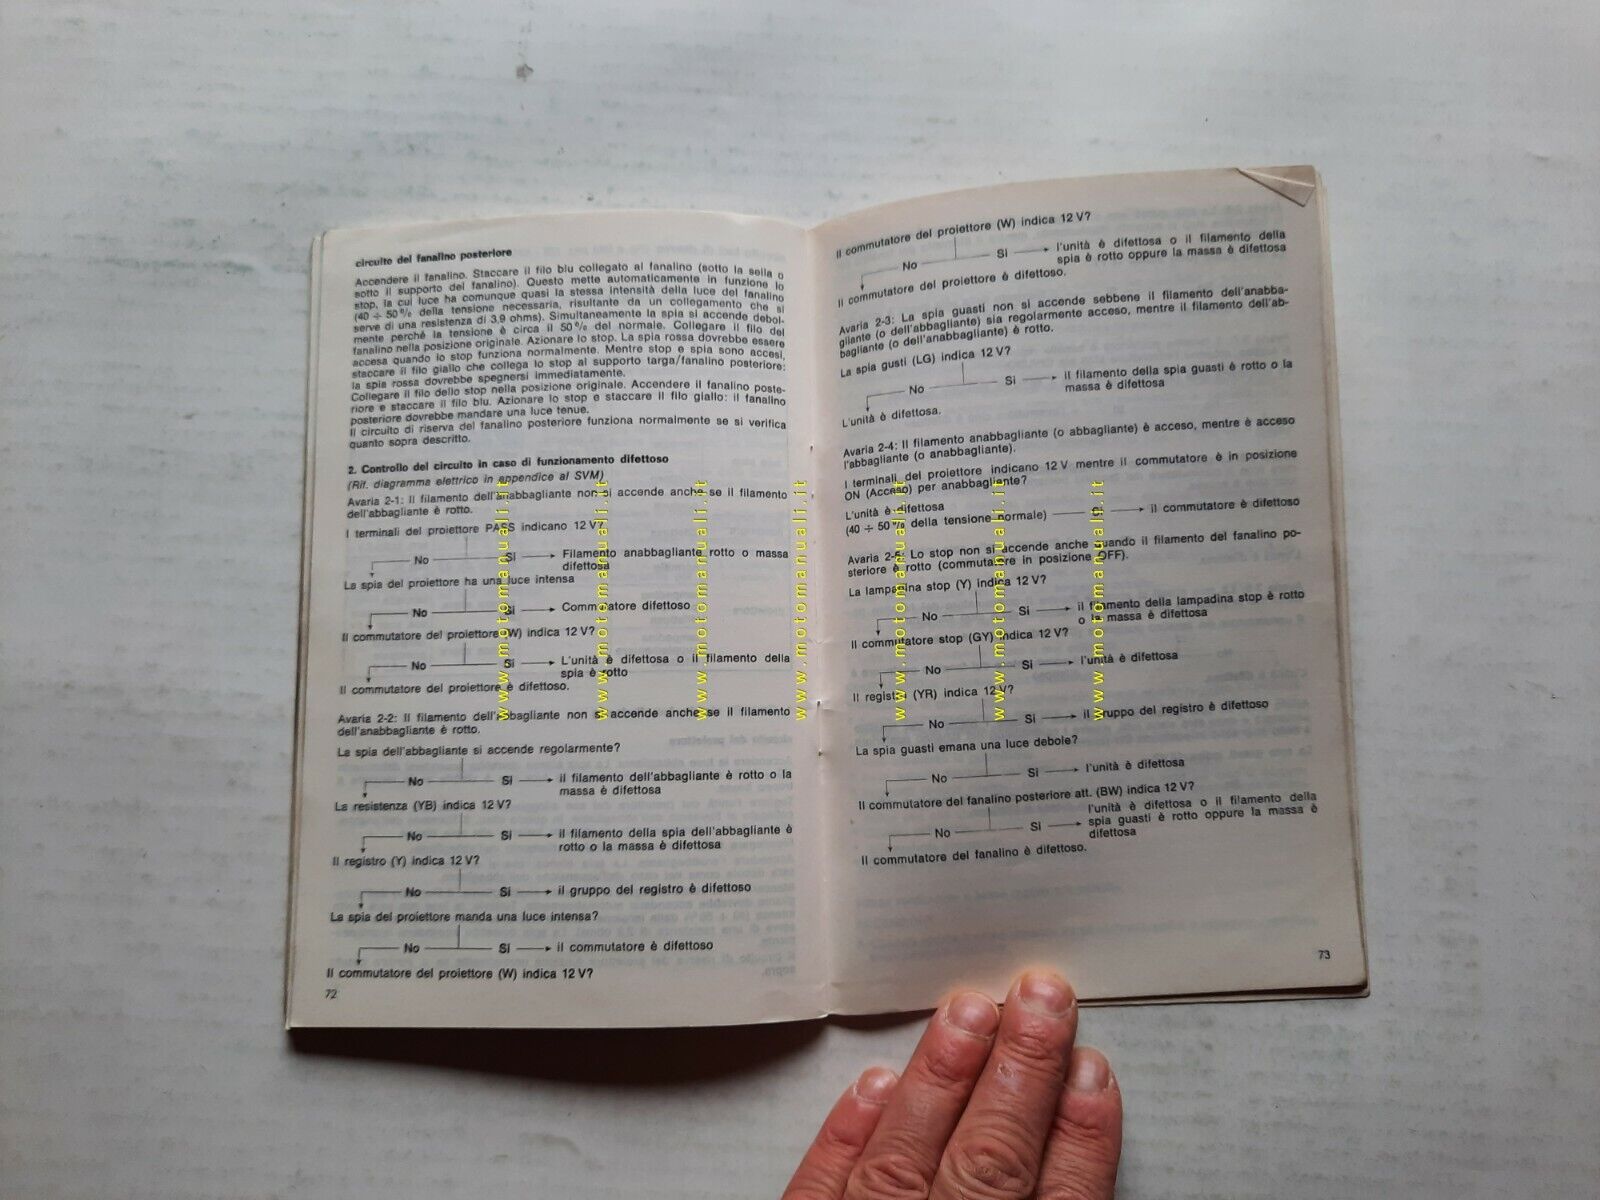 circuito del fanalino posteriore
Accendere il fanalino. Staccare il filo blu collegato al fanalino (sotto la sella o
sotto il supporto del fanalino). Questo mette automaticamente in funzione lo
stop, la cui luce ha comunque quasi la stessa intensità della luce del fanalino
(40 ÷ 50% della tensione necessaria, risultante da un collegamento che si
serve di una resistenza di 3,9 ohms). Simultaneamente la spia si accende debol-
mente perché la tensione è circa il 50% del normale. Collegare il filo del
fanalino nella posizione originale. Azionare lo stop. La spia rossa dovrebbe essere
accesa quando lo stop funziona normalmente. Mentre stop e spia sono accesi,
staccare il filo giallo che collega lo stop al supporto targa/fanalino posteriore:
la spia rossa dovrebbe spegnersi immediatamente.
Collegare il filo dello stop nella posizione originale. Accendere il fanalino poste-
riore e staccare il filo blu. Azionare lo stop e staccare il filo giallo: il fanalino
posteriore dovrebbe mandare una luce tenue.
Il circuito di riserva del fanalino posteriore funziona normalmente se si verifica
quanto sopra descritto.
2. Controllo del circuito in caso di funzionamento difettoso
(Rif. diagramma elettrico in appendice al SVM)
Avaria 2-1: Il filamento dell'anabbagliante non si accende anche se il filamento
dell'abbagliante è rotto.
I terminali del proiettore PASS indicano 12 V?
No Si Filamento anabbagliante rotto o massa
difettosa
La spia del proiettore ha una luce intensa
No Si Commutatore difettoso
Il commutatore del proiettore (W) indica 12 V?
No Si L'unità è difettosa o il filamento della
spia è rotto
Il commutatore del proiettore è difettoso.
Avaria 2-2: Il filamento dell'abbagliante non si accende anche se il filamento
dell'anabbagliante è rotto.
La spia dell'abbagliante si accende regolarmente?
No Si il filamento dell'abbagliante è rotto o la
massa è difettosa
La resistenza (YB) indica 12 V?
No Si il filamento della spia dell'abbagliante è
rotto o la massa è difettosa
Il registro (Y) indica 12 V?
No Si il gruppo del registro è difettoso
La spia del proiettore manda una luce intensa?
No Si il commutatore è difettoso
Il commutatore del proiettore (W) indica 12 V?
72
Il commutatore del proiettore (W) indica 12 V?
No Si l'unità è difettosa o il filamento della
spia è rotto oppure la massa è difettosa
Il commutatore del proiettore è difettoso.
Avaria 2-3: La spia guasti non si accende sebbene il filamento dell'anabba-
gliante (o dell'abbagliante) sia regolarmente acceso, mentre il filamento dell'ab-
bagliante (o dell'anabbagliante) è rotto.
La spia gusti (LG) indica 12 V?
No Si il filamento della spia guasti è rotto o la
massa è difettosa
L'unità è difettosa.
Avaria 2-4: Il filamento anabbagliante (o abbagliante) è acceso, mentre è acceso
l'abbagliante (o anabbagliante).
I terminali del proiettore indicano 12 V mentre il commutatore è in posizione
ON (Acceso) per anabbagliante?
L'unità è difettosa
(40 ÷ 50% della tensione normale) Si il commutatore è difettoso
Avaria 2-5: Lo stop non si accende anche quando il filamento del fanalino po-
steriore è rotto (commutatore in posizione OFF).
La lampadina stop (Y) indica 12 V?
No Si il filamento della lampadina stop è rotto
o la massa è difettosa
Il commutatore stop (GY) indica 12 V?
No Si l'unità è difettosa
Il registro (YR) indica 12 V?
No Si il gruppo del registro è difettoso
La spia guasti emana una luce debole?
No Si l'unità è difettosa
Il commutatore del fanalino posteriore att. (BW) indica 12 V?
No Si l'unità è difettosa o il filamento della
spia guasti è rotto oppure la massa è
difettosa
Il commutatore del fanalino è difettoso.
73
www.motomanuali.it
www.motomanuali.it
www.motomanuali.it
www.motomanuali.it
www.motomanuali.it
www.motomanuali.it
www.motomanuali.it